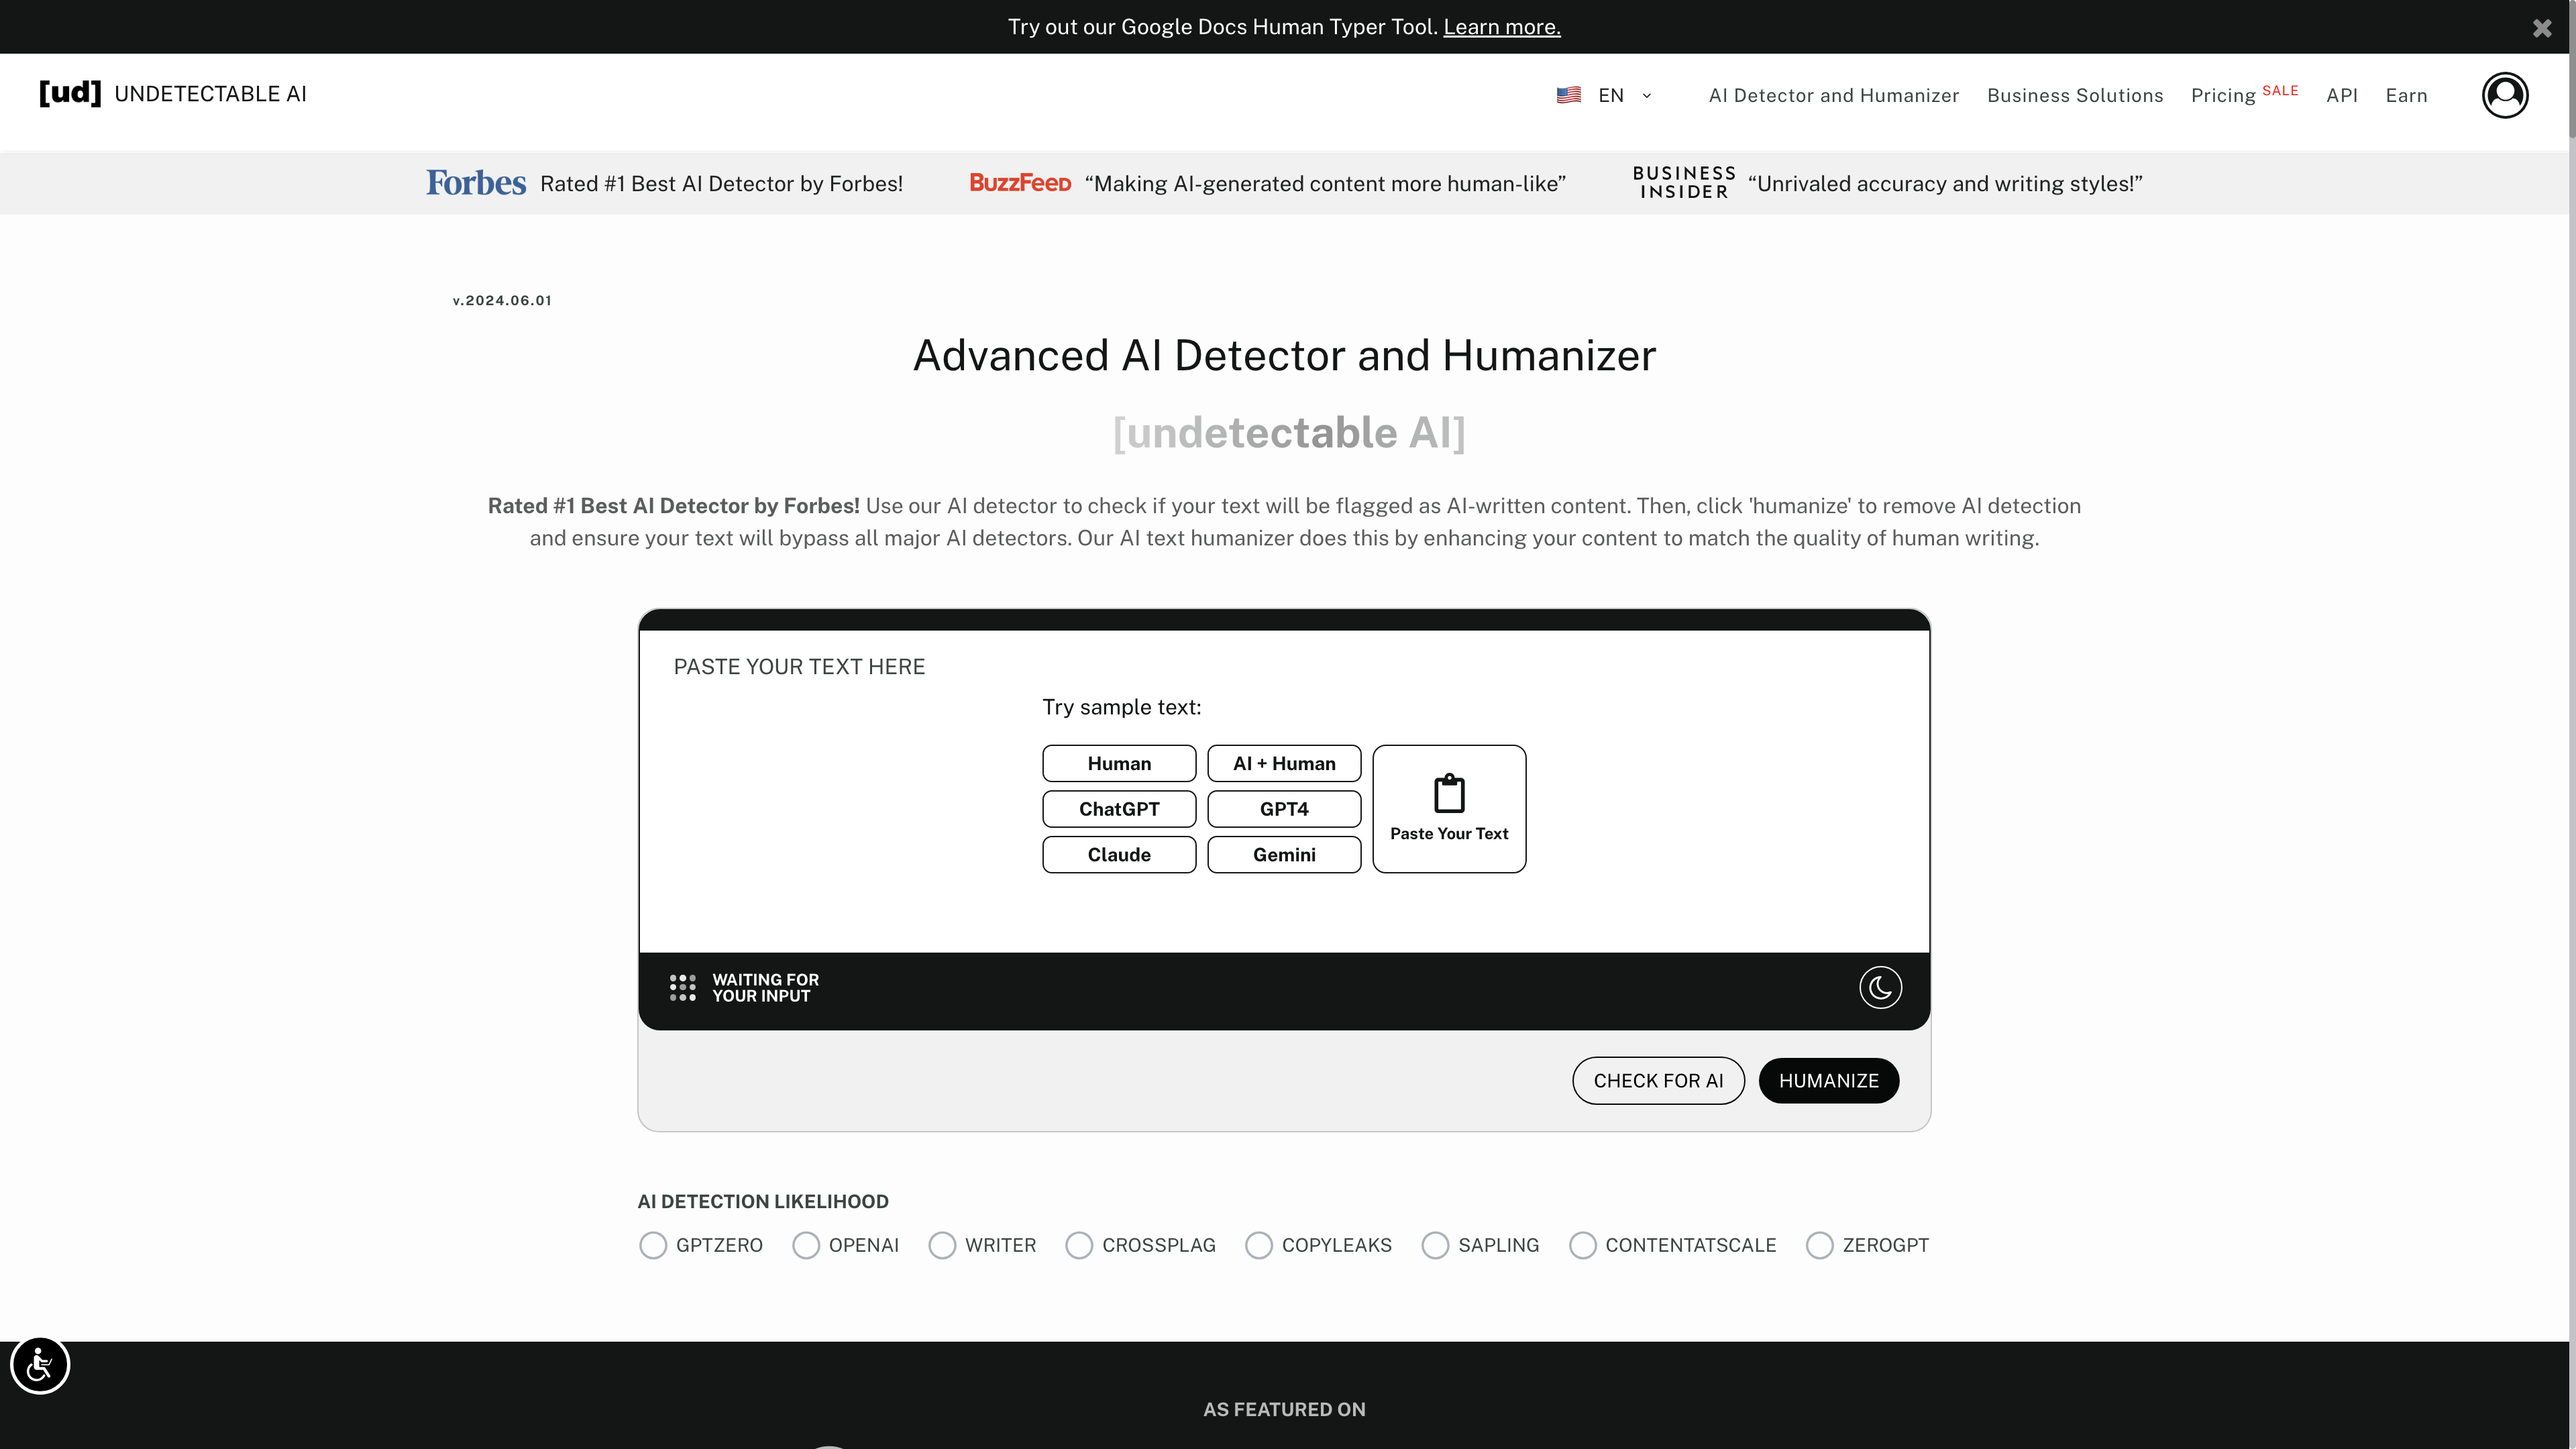 Try out our Google Docs Human Typer Tool. Learn more.
[ud] UNDETECTABLE AI
EN
AI Detector and Humanizer
Business Solutions
Pricing SALE
API
Earn
Forbes Rated #1 Best AI Detector by Forbes!
BuzzFeed “Making AI-generated content more human-like”
BUSINESS
INSIDER “Unrivaled accuracy and writing styles!”
v.2024.06.01
Advanced AI Detector and Humanizer
[undetectable AI]
Rated #1 Best AI Detector by Forbes! Use our AI detector to check if your text will be flagged as AI-written content. Then, click 'humanize' to remove AI detection
and ensure your text will bypass all major AI detectors. Our AI text humanizer does this by enhancing your content to match the quality of human writing.
PASTE YOUR TEXT HERE
Try sample text:
Human
AI + Human
ChatGPT
GPT4
Claude
Gemini
Paste Your Text
WAITING FOR
YOUR INPUT
CHECK FOR AI
HUMANIZE
AI DETECTION LIKELIHOOD
GPTZERO
OPENAI
WRITER
CROSSPLAG
COPYLEAKS
SAPLING
CONTENTATSCALE
ZEROGPT
AS FEATURED ON